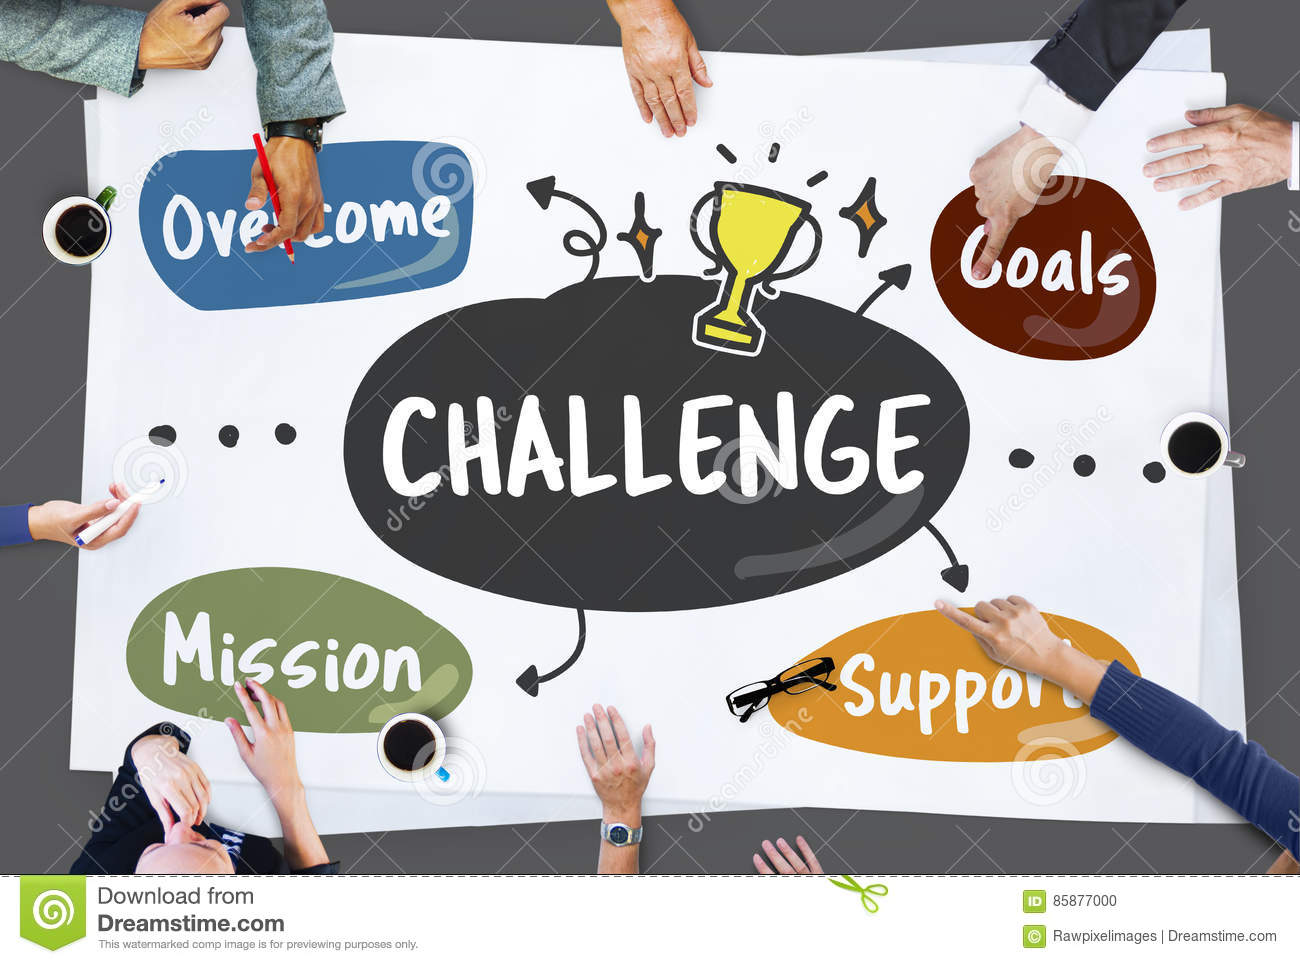 Overcome
Goals
CHALLENGE
Mission
Support
dreamstime
Download from
Dreamstime.com
This watermarked comp image is for previewing purposes only.
ID 85877000
© Rawpixelimages | Dreamstime.com